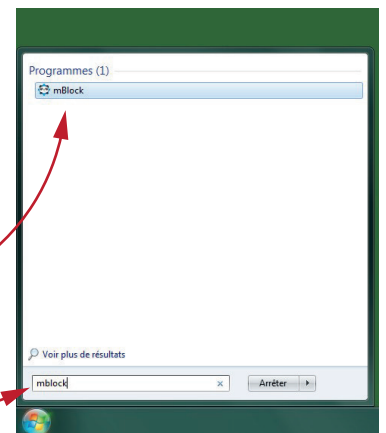 Programmes (1)
mBlock
Voir plus de résultats
mblock
Arrêter